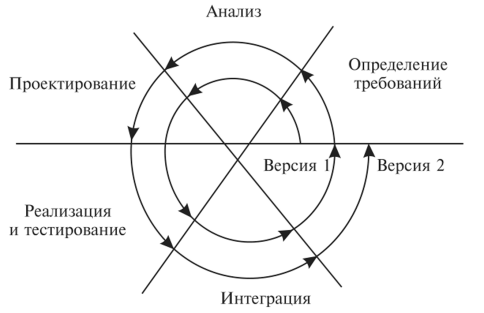 Анализ
Определение
требований
Проектирование
Версия 1
Версия 2
Реализация
и тестирование
Интеграция